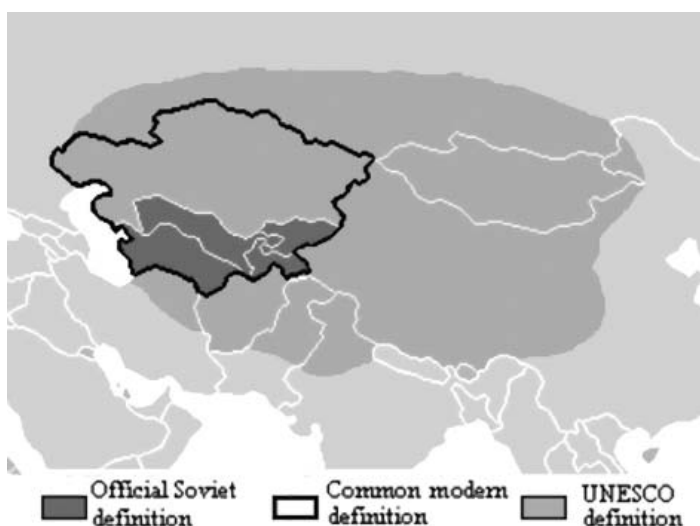 Official Soviet
definition
Common modern
definition
UNESCO
definition